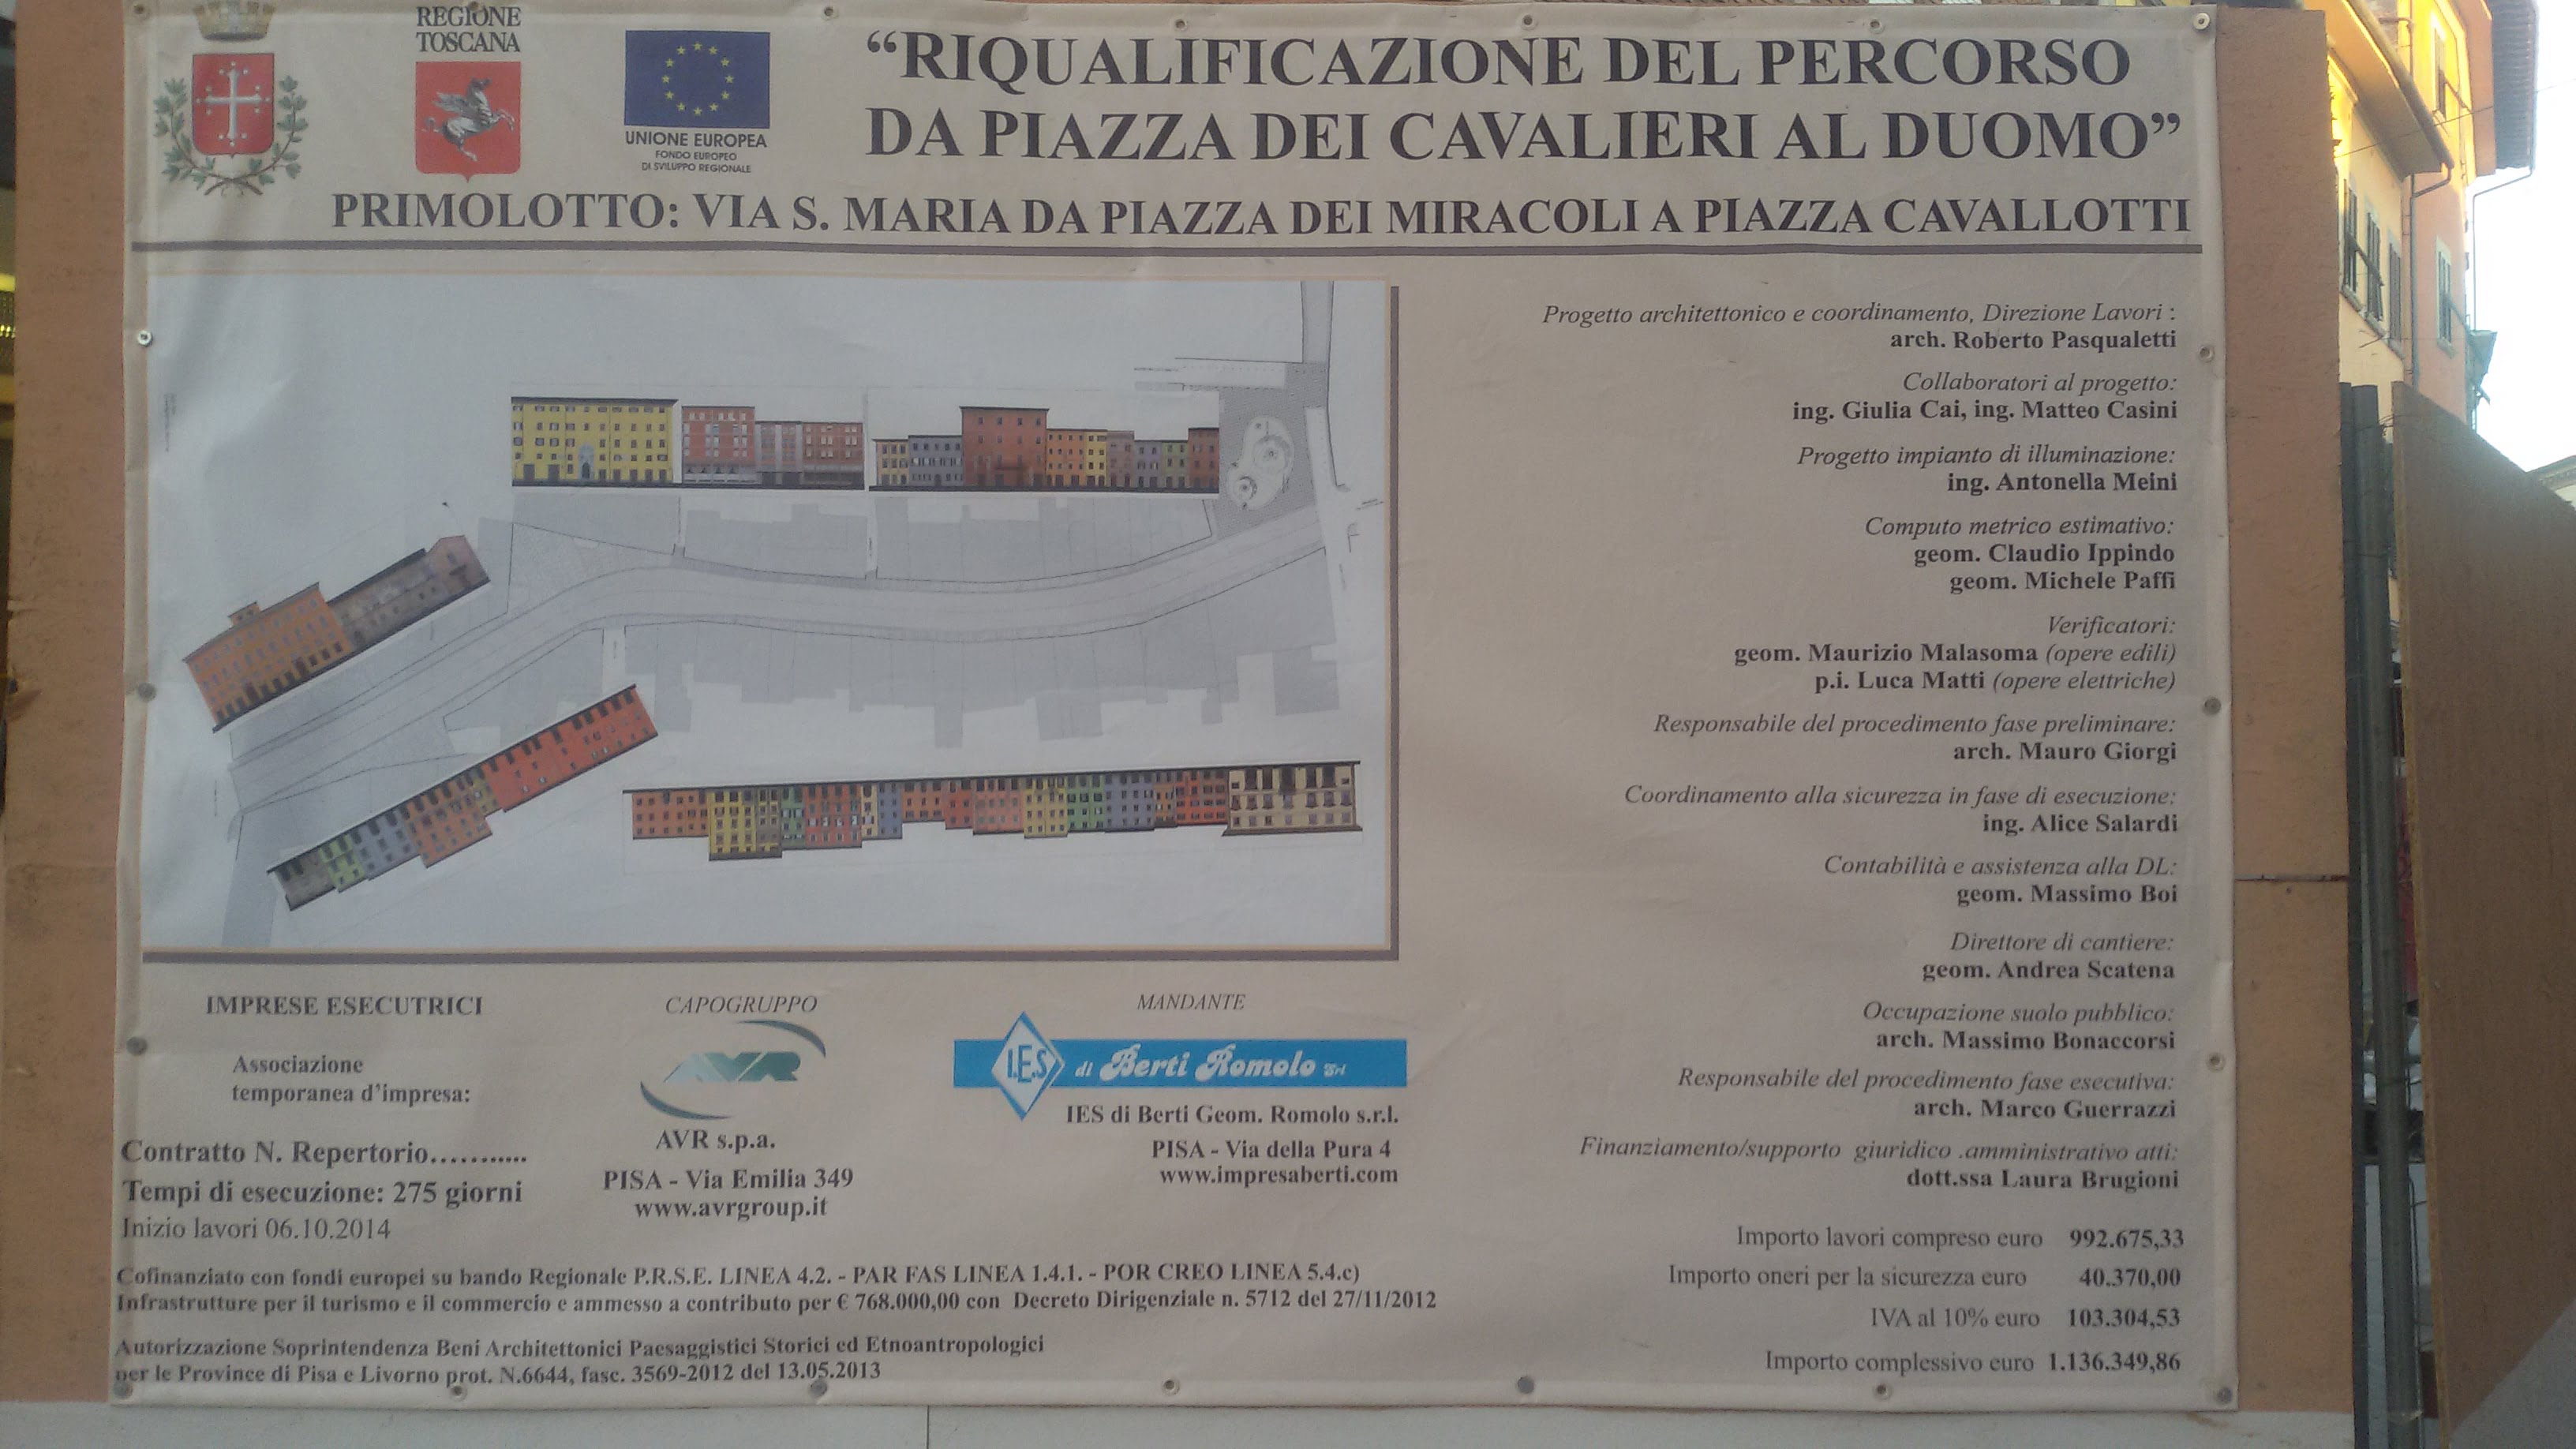 REGIONE
TOSCANA
UNIONE EUROPEA
FONDO EUROPEO
DI SVILUPPO REGIONALE
“RIQUALIFICAZIONE DEL PERCORSO
DA PIAZZA DEI CAVALIERI AL DUOMO”
PRIMOLOTTO: VIA S. MARIA DA PIAZZA DEI MIRACOLI A PIAZZA CAVALLOTTI
Progetto architettonico e coordinamento, Direzione Lavori :
arch. Roberto Pasqualetti
Collaboratori al progetto:
ing. Giulia Cai, ing. Matteo Casini
Progetto impianto di illuminazione:
ing. Antonella Meini
Computo metrico estimativo:
geom. Claudio Ippindo
geom. Michele Paffi
Verificatori:
geom. Maurizio Malasoma (opere edili)
p.i. Luca Matti (opere elettriche)
Responsabile del procedimento fase preliminare:
arch. Mauro Giorgi
Coordinamento alla sicurezza in fase di esecuzione:
ing. Alice Salardi
Contabilità e assistenza alla DL:
geom. Massimo Boi
Direttore di cantiere:
geom. Andrea Scatena
Occupazione suolo pubblico:
arch. Massimo Bonaccorsi
Responsabile del procedimento fase esecutiva:
arch. Marco Guerrazzi
Finanziamento/supporto giuridico .amministrativo atti:
dott.ssa Laura Brugioni
Importo lavori compreso euro 992.675,33
Importo oneri per la sicurezza euro 40.370,00
IVA al 10% euro 103.304,53
Importo complessivo euro 1.136.349,86
IMPRESE ESECUTRICI
Associazione
temporanea d’impresa:
CAPOGRUPPO
AVR
AVR s.p.a.
PISA - Via Emilia 349
www.avrgroup.it
MANDANTE
I.E.S di Berti Romolo Srl
IES di Berti Geom. Romolo s.r.l.
PISA - Via della Pura 4
www.impresaberti.com
Contratto N. Repertorio...........
Tempi di esecuzione: 275 giorni
Inizio lavori 06.10.2014
Cofinanziato con fondi europei su bando Regionale P.R.S.E. LINEA 4.2. - PAR FAS LINEA 1.4.1. - POR CREO LINEA 5.4.c)
Infrastrutture per il turismo e il commercio e ammesso a contributo per € 768.000,00 con Decreto Dirigenziale n. 5712 del 27/11/2012
Autorizzazione Soprintendenza Beni Architettonici Paesaggistici Storici ed Etnoantropologici
per le Province di Pisa e Livorno prot. N.6644, fasc. 3569-2012 del 13.05.2013